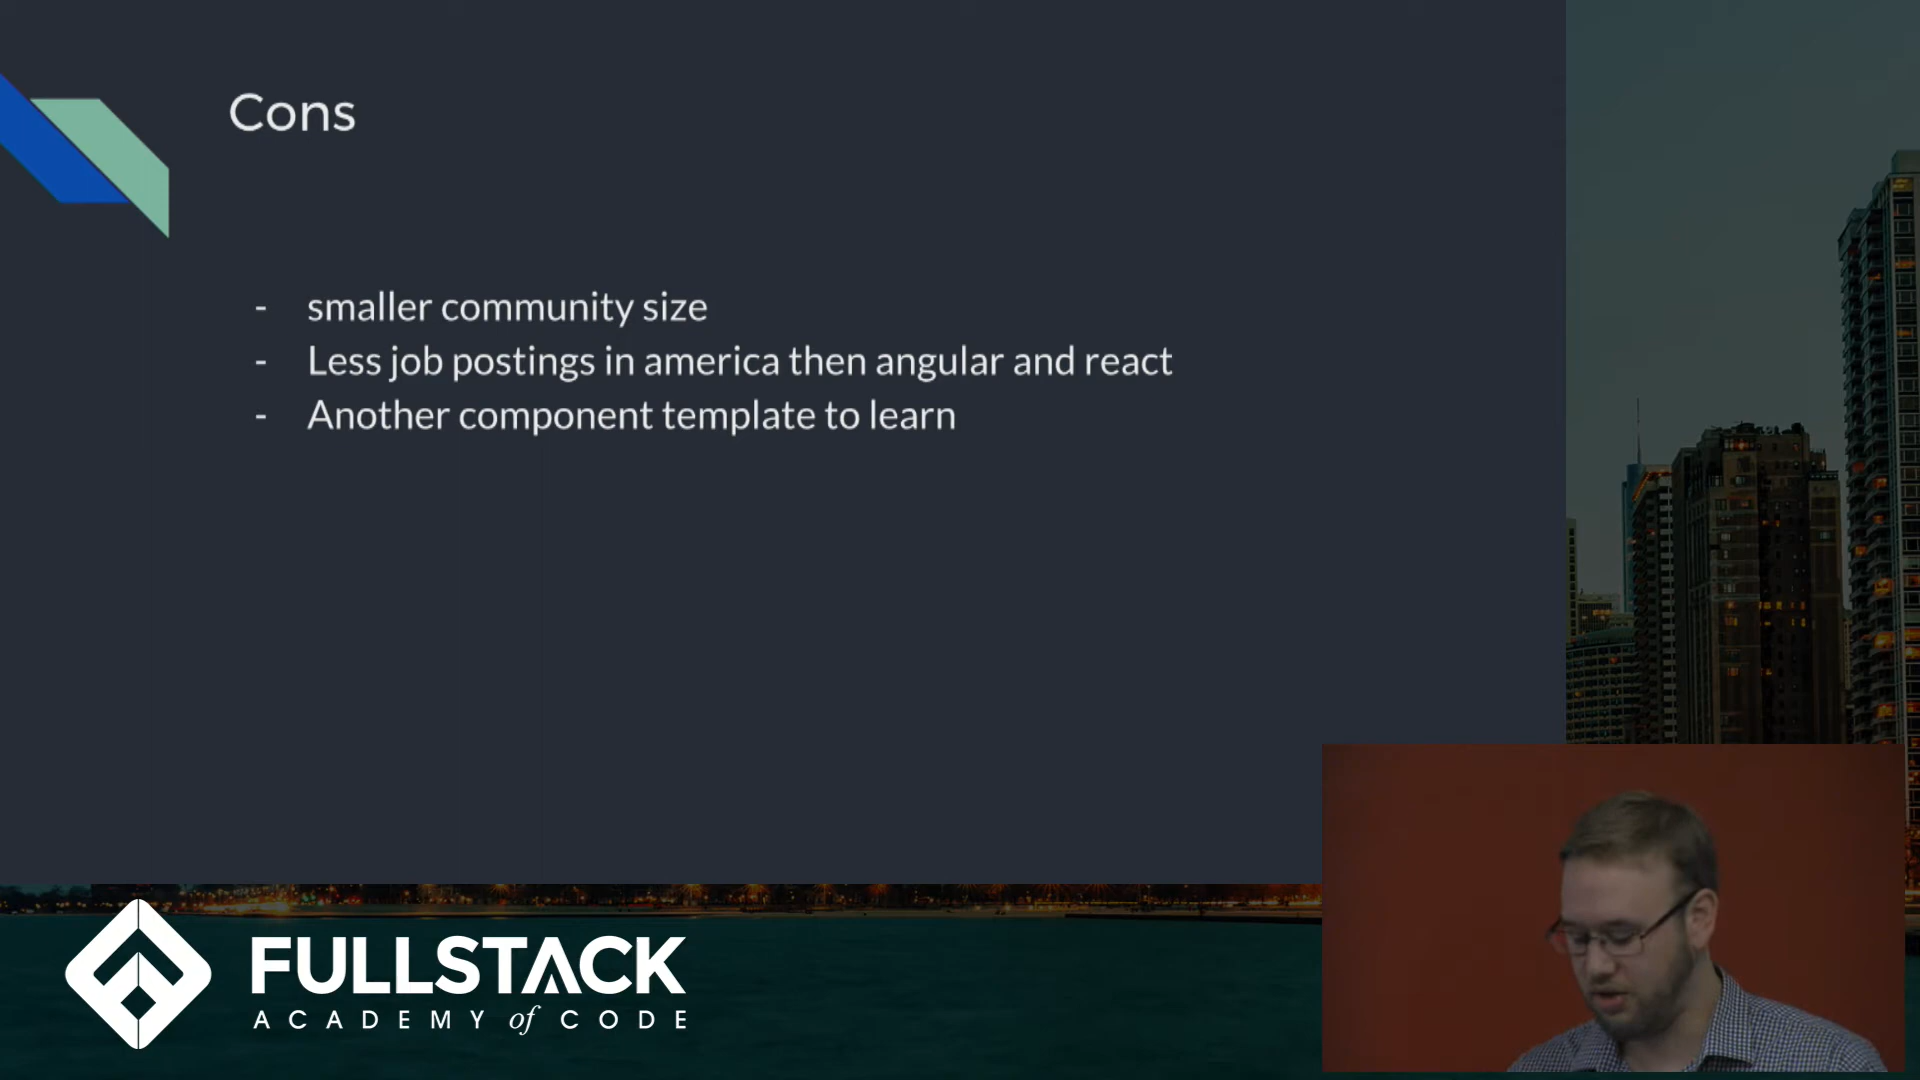 Cons
- smaller community size
- Less job postings in america then angular and react
- Another component template to learn
FULLSTACK
ACADEMY of CODE